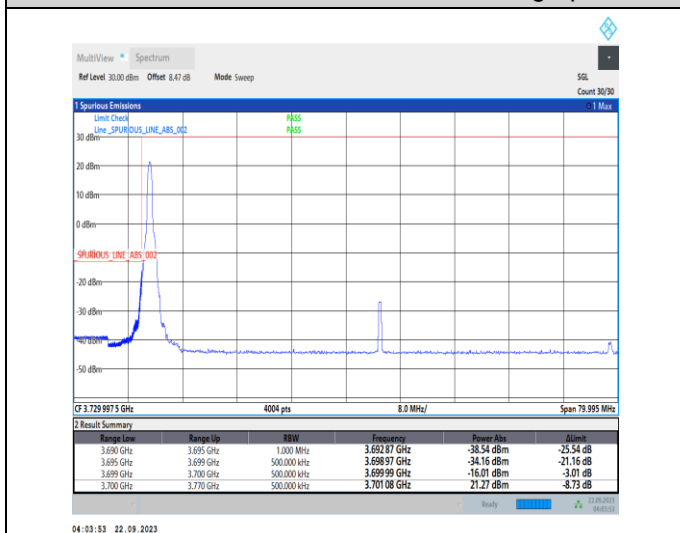 MultiView Spectrum
Ref Level 30.00 dBm Offset 8.47 dB Mode Sweep SGL
Count 30/30
1 Spurious Emissions 1 Max
Limit Check PASS
Line _SPURIOUS_LINE_ABS_002 PASS
30 dBm
20 dBm
10 dBm
0 dBm
_SPURIOUS_LINE_ABS_002
-20 dBm
-30 dBm
-40 dBm
-50 dBm
CF 3.729 997 5 GHz 4004 pts 8.0 MHz/ Span 79.995 MHz
2 Result Summary
Range Low Range Up RBW Frequency Power Abs ΔLimit
3.690 GHz 3.695 GHz 1.000 MHz 3.692 87 GHz -38.54 dBm -25.54 dB
3.695 GHz 3.699 GHz 500.000 kHz 3.698 97 GHz -34.16 dBm -21.16 dB
3.699 GHz 3.700 GHz 500.000 kHz 3.699 99 GHz -16.01 dBm -3.01 dB
3.700 GHz 3.770 GHz 500.000 kHz 3.701 08 GHz 21.27 dBm -8.73 dB
Ready 22.09.2023
04:03:53
04:03:53 22.09.2023